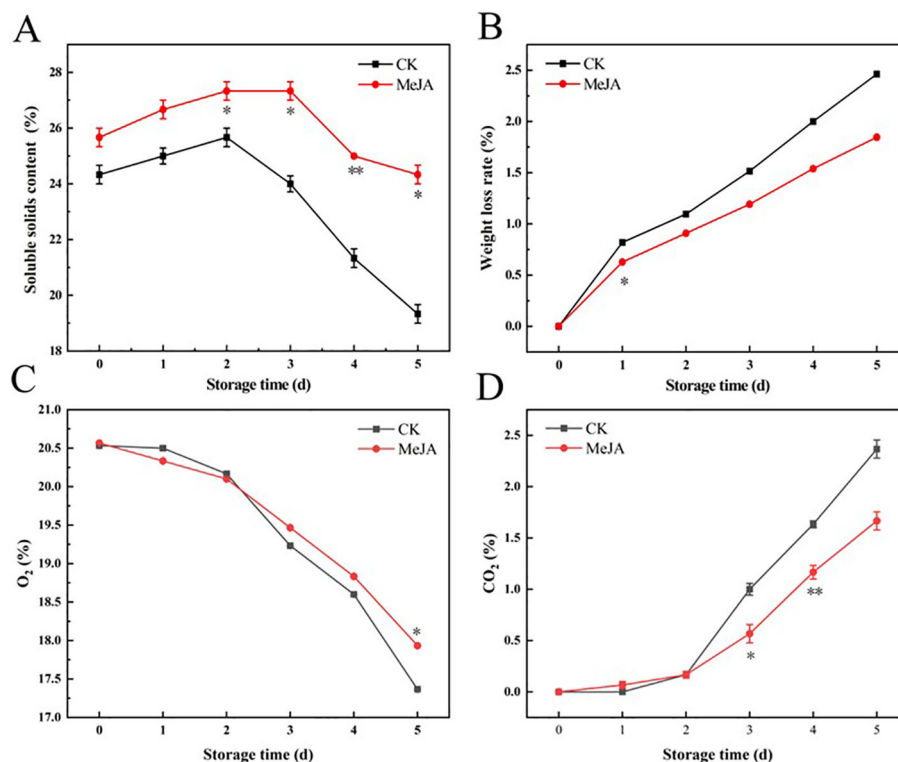 A
Soluble solids content (%)
28
26
24
22
20
18
CK
MeJA
*
*
**
*
0 1 2 3 4 5
Storage time (d)
B
Weight loss rate (%)
2.5
2.0
1.5
1.0
0.5
0.0
CK
MeJA
*
0 1 2 3 4 5
Storage time (d)
C
O₂ (%)
21.0
20.5
20.0
19.5
19.0
18.5
18.0
17.5
17.0
CK
MeJA
*
0 1 2 3 4 5
Storage time (d)
D
CO₂ (%)
2.5
2.0
1.5
1.0
0.5
0.0
CK
MeJA
*
**
0 1 2 3 4 5
Storage time (d)